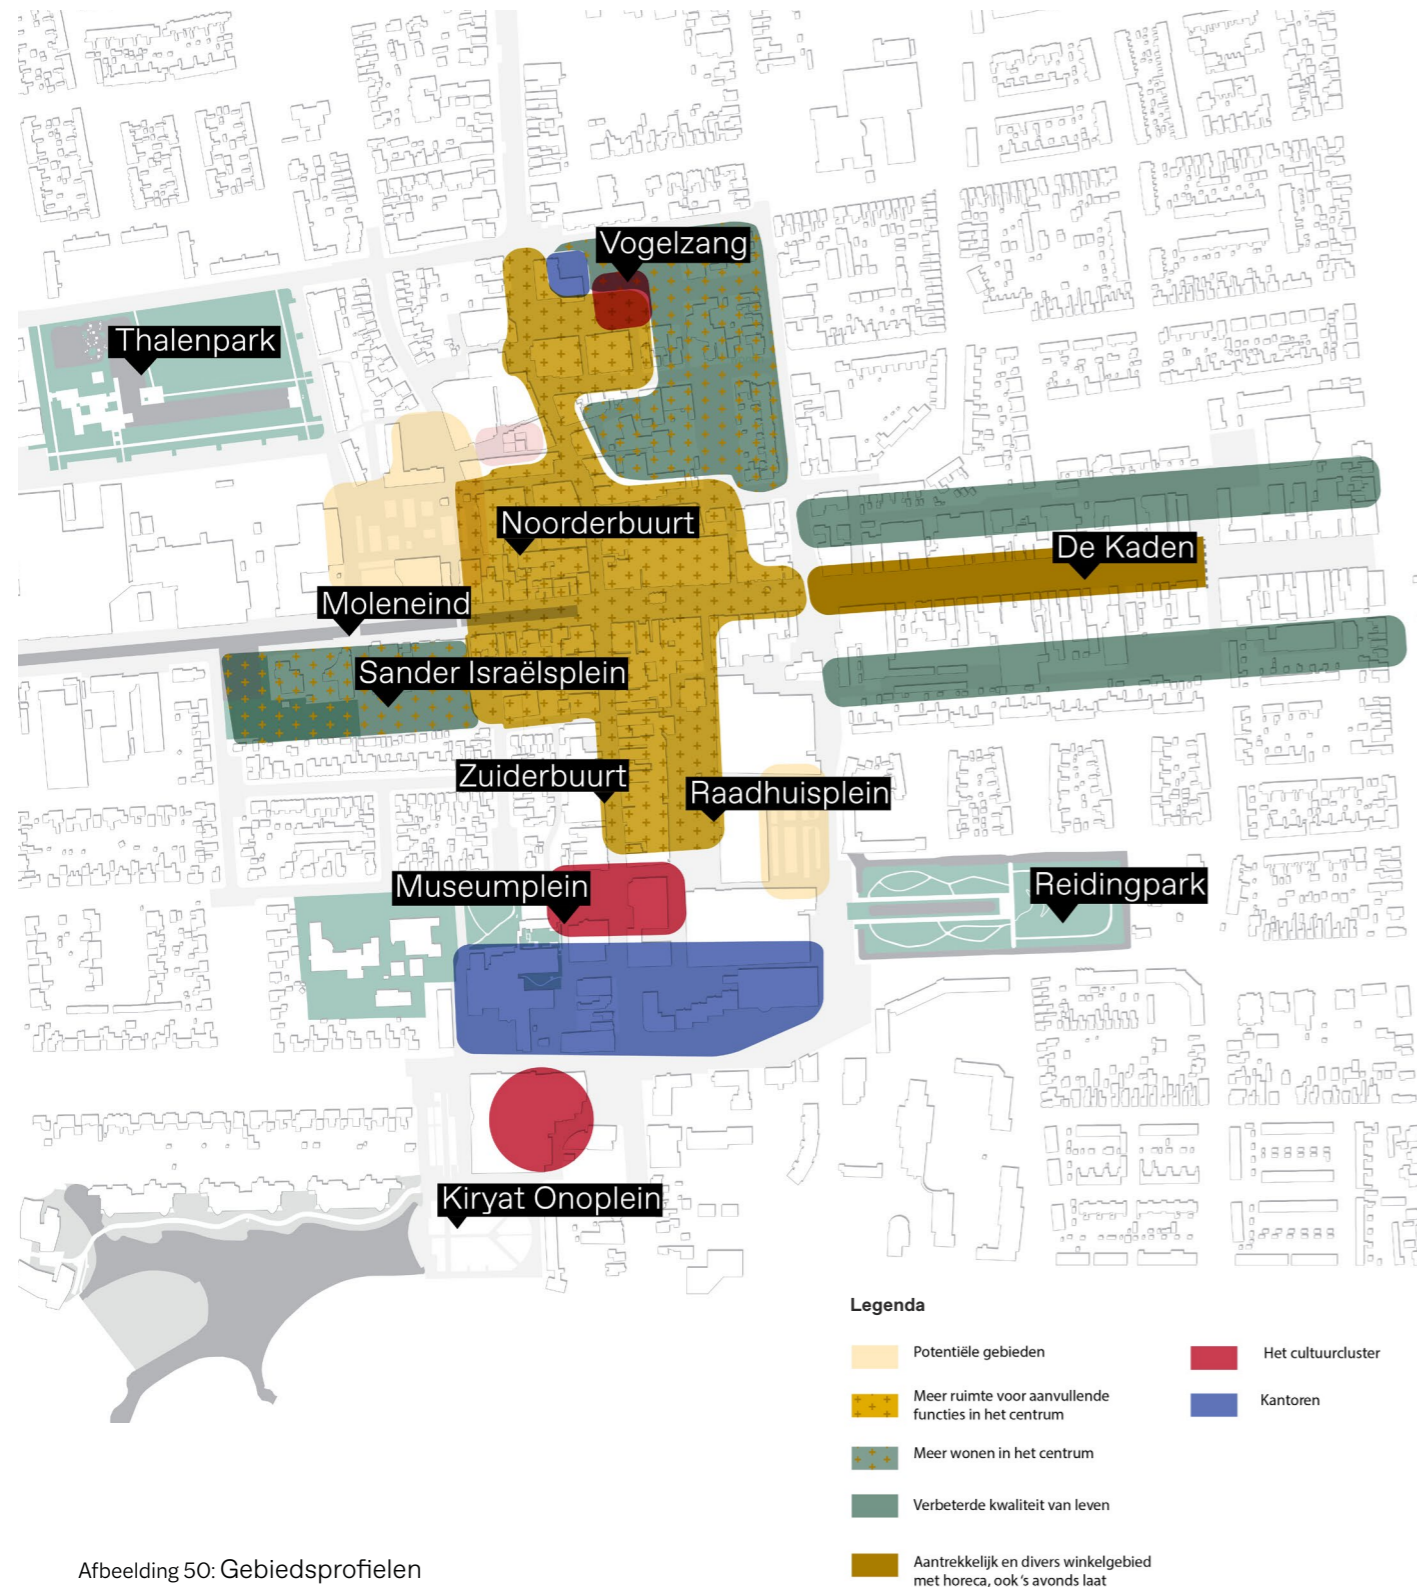 Vogelzang
Thalenpark
Noorderbuurt
De Kaden
Moleneind
Sander Israëlsplein
Zuiderbuurt
Raadhuisplein
Museumplein
Reidingpark
Kiryat Onoplein
Legenda
Potentiële gebieden
Meer ruimte voor aanvullende
functies in het centrum
Meer wonen in het centrum
Verbeterde kwaliteit van leven
Aantrekkelijk en divers winkelgebied
met horeca, ook 's avonds laat
Het cultuurcluster
Kantoren
Afbeelding 50: Gebiedsprofielen